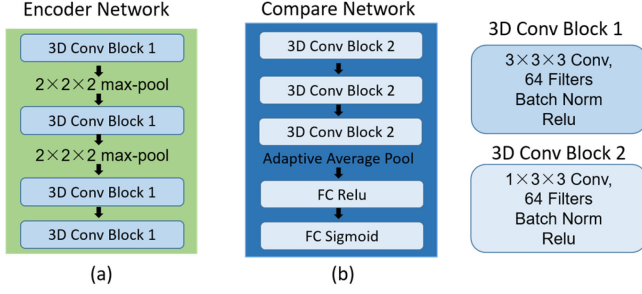 Encoder Network
3D Conv Block 1
2×2×2 max-pool
3D Conv Block 1
2×2×2 max-pool
3D Conv Block 1
3D Conv Block 1
(a)
Compare Network
3D Conv Block 2
3D Conv Block 2
3D Conv Block 2
Adaptive Average Pool
FC Relu
FC Sigmoid
(b)
3D Conv Block 1
3×3×3 Conv,
64 Filters
Batch Norm
Relu
3D Conv Block 2
1×3×3 Conv,
64 Filters
Batch Norm
Relu